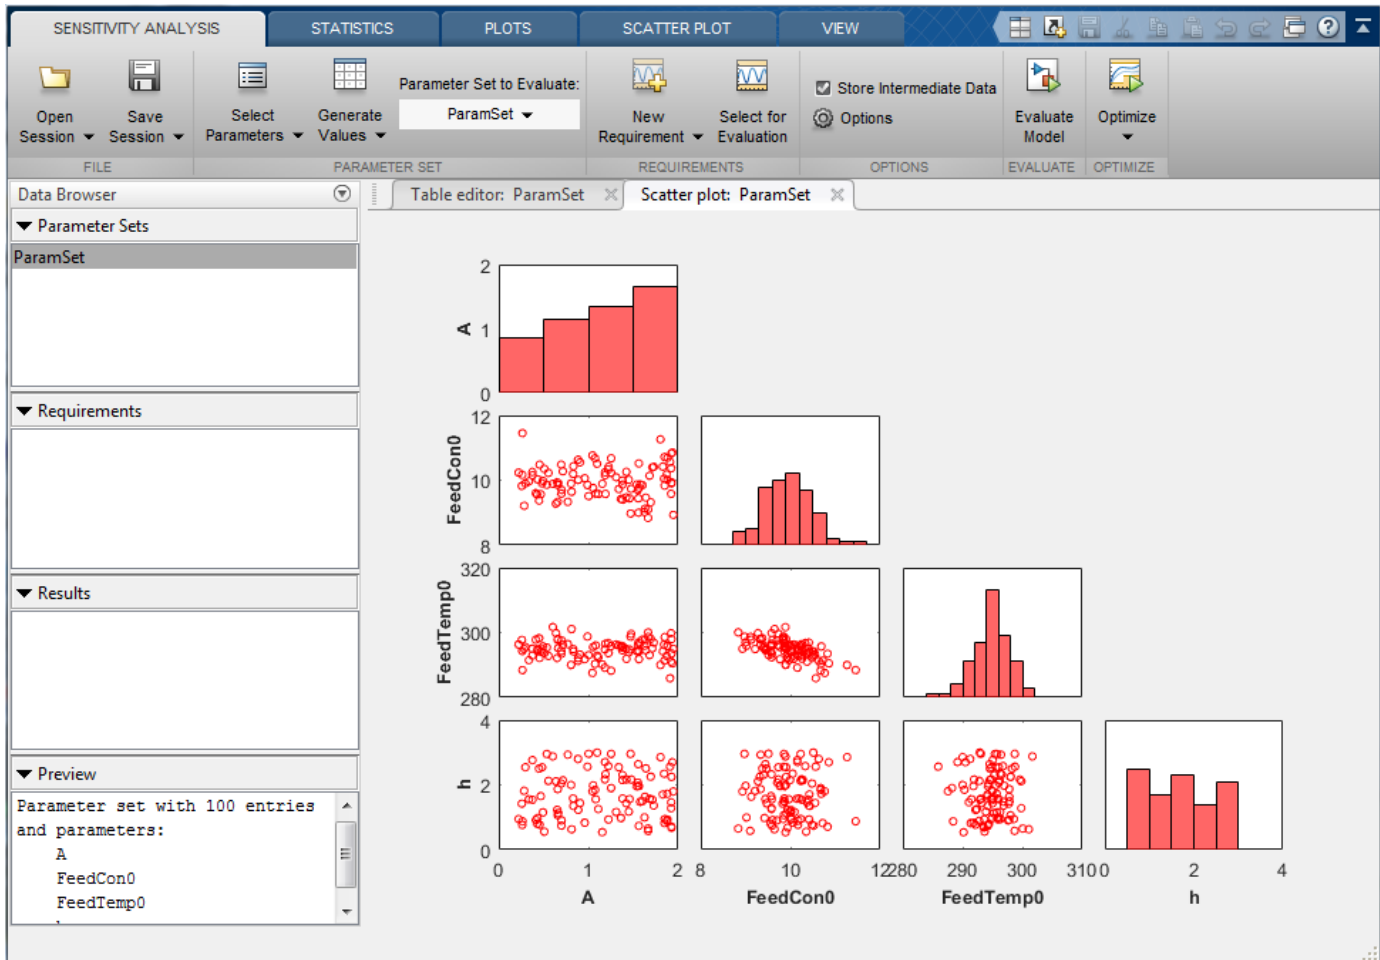 SENSITIVITY ANALYSIS STATISTICS PLOTS SCATTER PLOT VIEW
Open Session
Save Session
Select Parameters
Generate Values
Parameter Set to Evaluate:
ParamSet
New Requirement
Select for Evaluation
Store Intermediate Data
Options
Evaluate Model
Optimize
FILE PARAMETER SET REQUIREMENTS OPTIONS EVALUATE OPTIMIZE
Data Browser
Table editor: ParamSet
Scatter plot: ParamSet
Parameter Sets
ParamSet
Requirements
Results
Preview
Parameter set with 100 entries
and parameters:
A
FeedCon0
FeedTemp0
2
1
0
A
12
10
8
FeedCon0
320
300
280
FeedTemp0
4
2
0
h
0 1 2 8 10 12 280 290 300 310 0 2 4
A FeedCon0 FeedTemp0 h